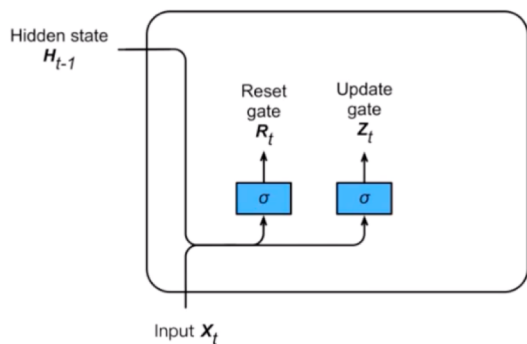 Hidden state
H_{t-1}
Reset
gate
R_t
Update
gate
Z_t
σ
σ
Input X_t